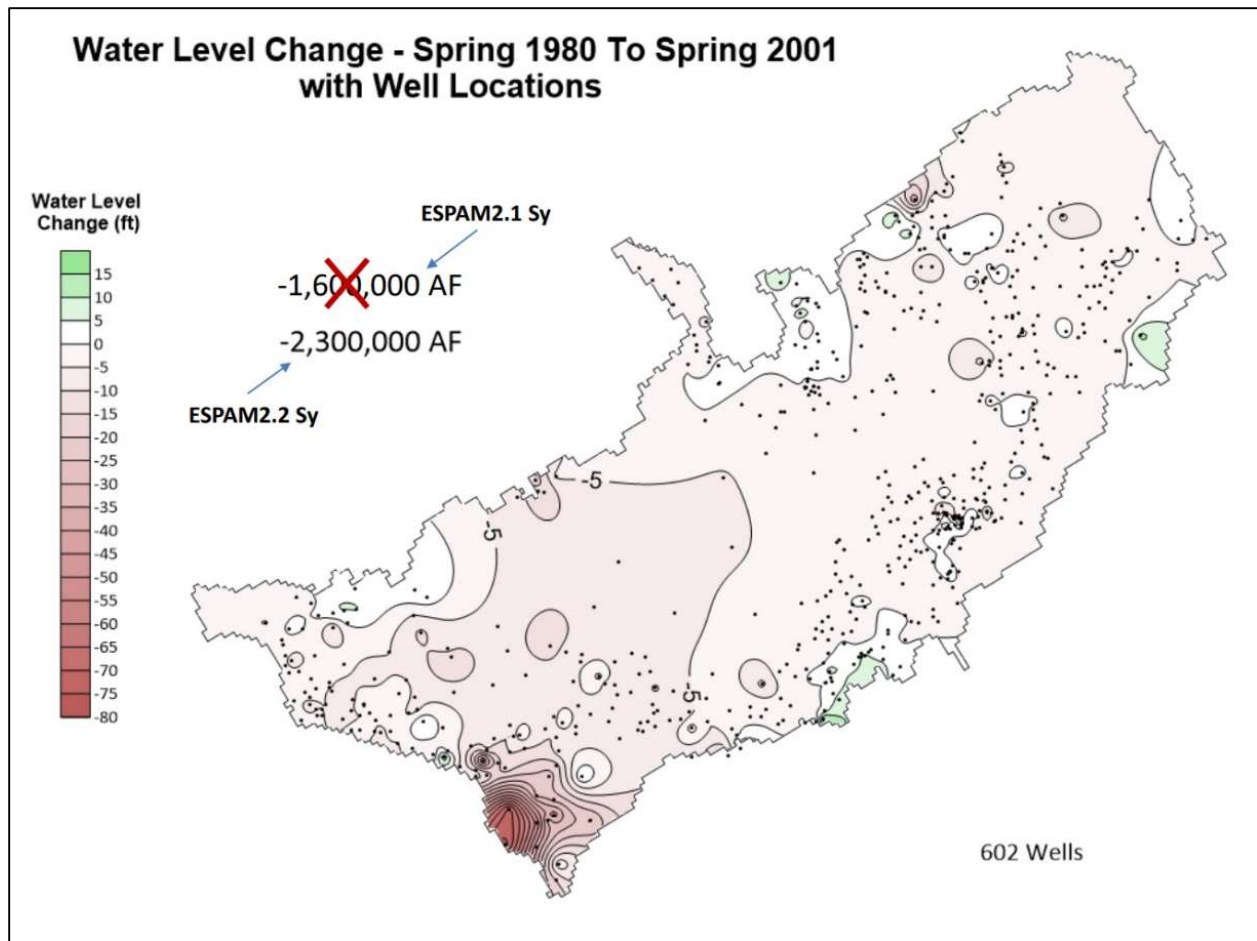 Water Level Change - Spring 1980 To Spring 2001
with Well Locations
Water Level
Change (ft)
15
10
5
0
-5
-10
-15
-20
-25
-30
-35
-40
-45
-50
-55
-60
-65
-70
-75
-80
ESPAM2.1 Sy
-1,600,000 AF
-2,300,000 AF
ESPAM2.2 Sy
-5
-5
-5
602 Wells